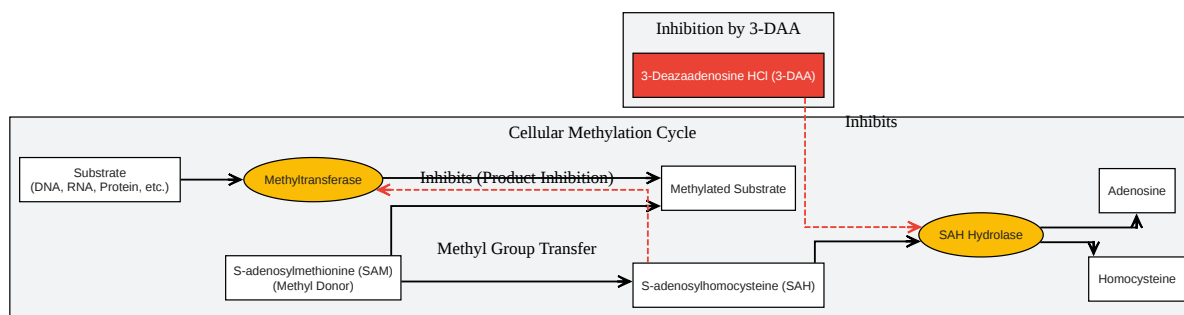 Inhibition by 3-DAA
3-Deazaadenosine HCl (3-DAA)
Inhibits
Cellular Methylation Cycle
Substrate
(DNA, RNA, Protein, etc.)
Methyltransferase
Inhibits (Product Inhibition)
Methylated Substrate
Adenosine
SAH Hydrolase
Methyl Group Transfer
S-adenosylmethionine (SAM)
(Methyl Donor)
S-adenosylhomocysteine (SAH)
Homocysteine